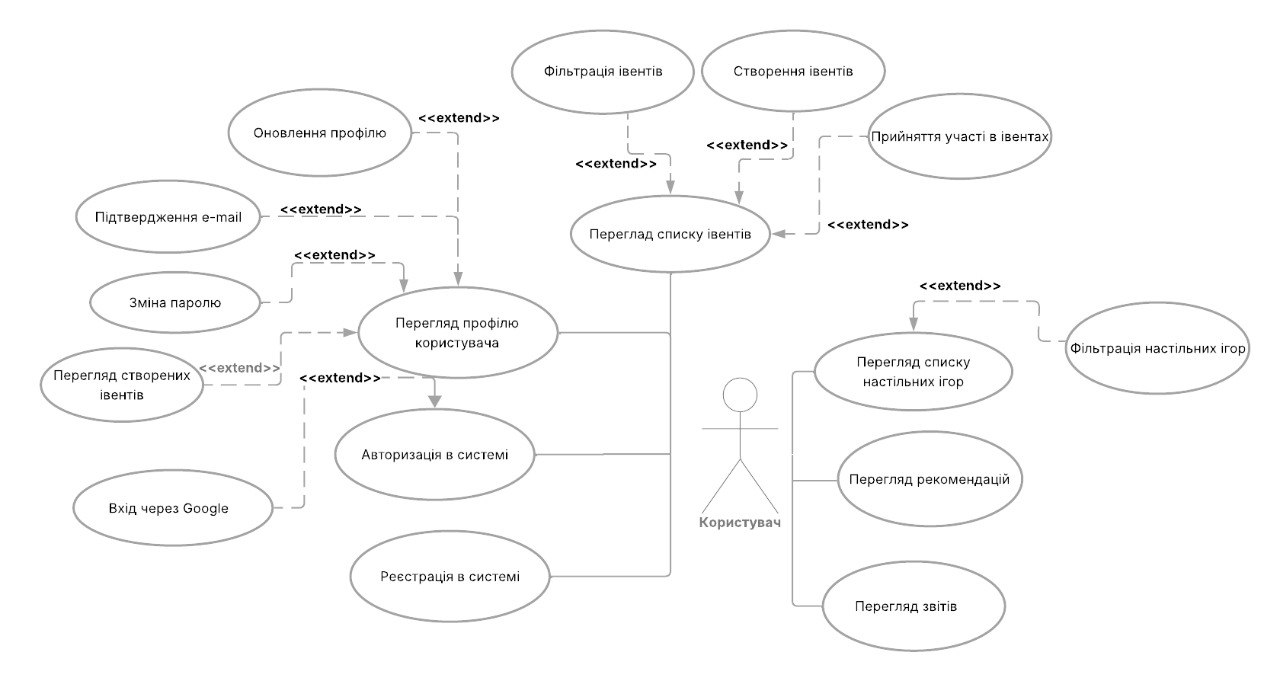 Фільтрація івентів
Створення івентів
<<extend>>
Оновлення профілю
Прийняття участі в івентах
<<extend>>
<<extend>>
<<extend>>
Підтвердження e-mail
<<extend>>
<<extend>>
Переглад списку івентів
<<extend>>
<<extend>>
Зміна паролю
Перегляд профілю
користувача
Фільтрація настільних ігор
Перегляд списку
настільних ігор
<<extend>>
Перегляд створених
івентів
<<extend>>
Авторизація в системі
Перегляд рекомендацій
Вхід через Google
Користувач
Реєстрація в системі
Перегляд звітів